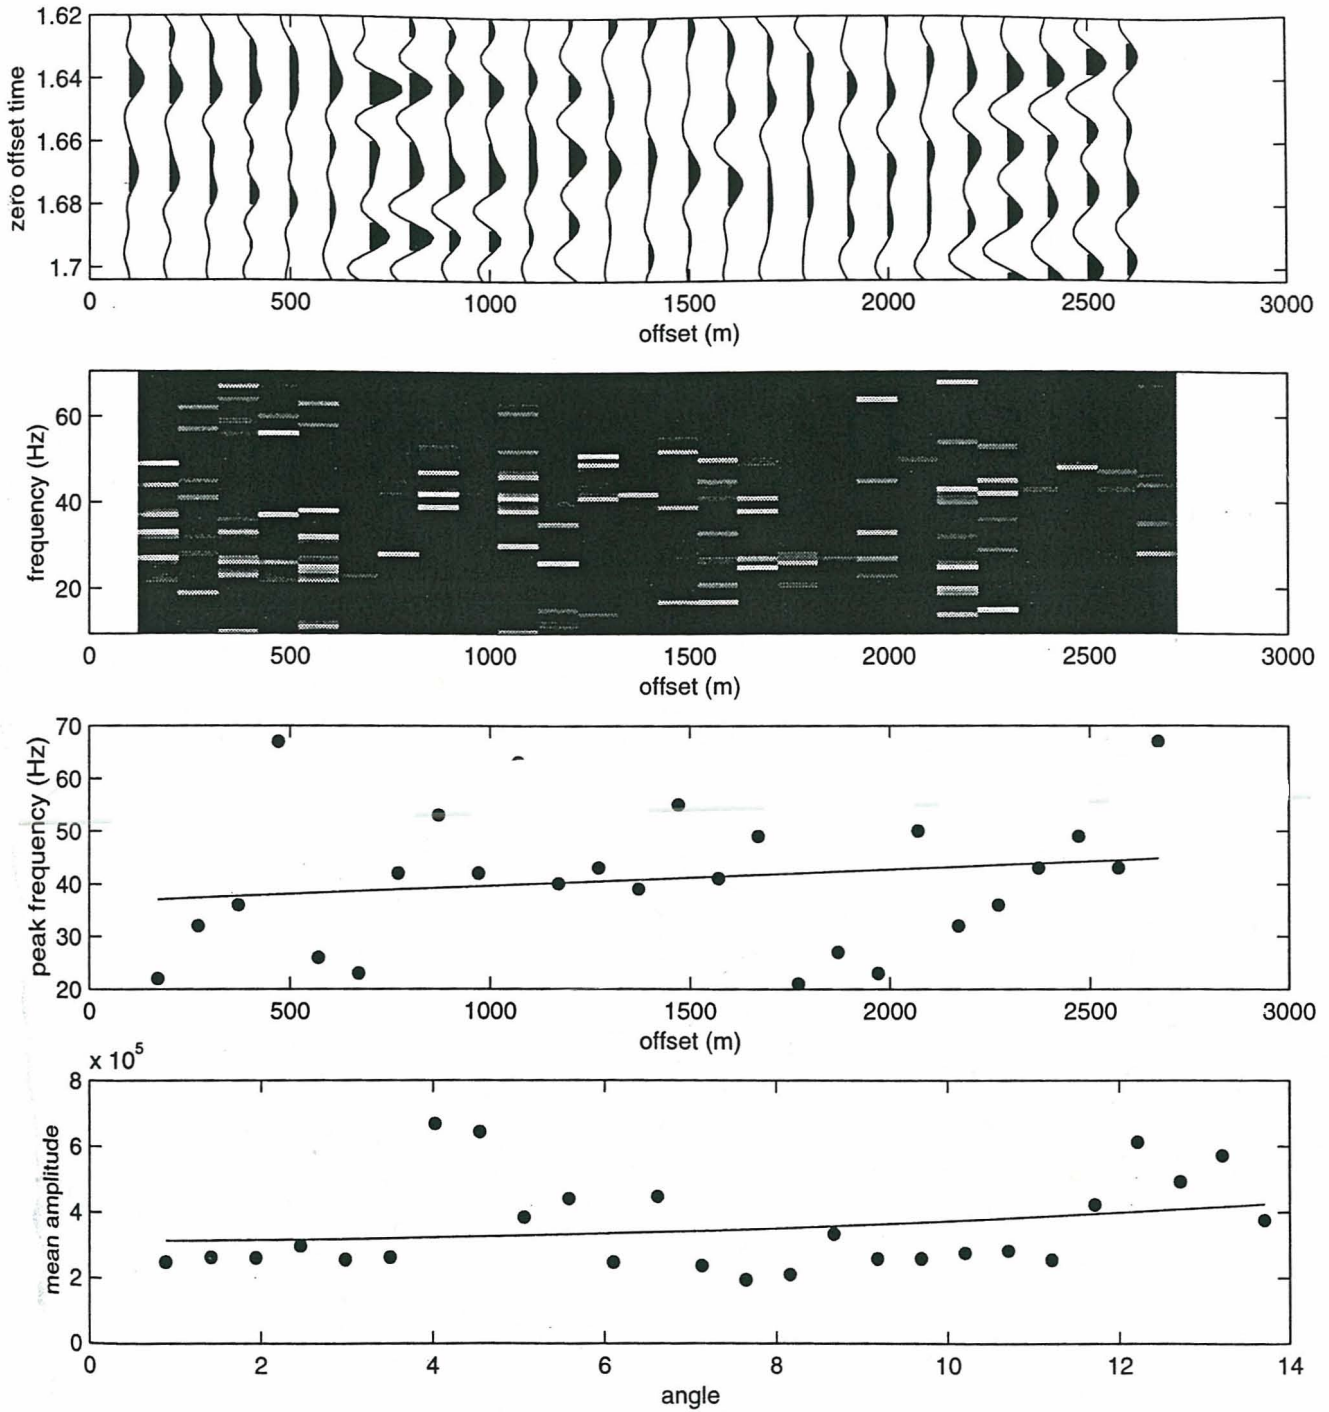 1.62
1.64
1.66
1.68
1.7
zero offset time
0 500 1000 1500 2000 2500 3000
offset (m)
60
40
20
frequency (Hz)
0 500 1000 1500 2000 2500 3000
offset (m)
70
60
50
40
30
20
peak frequency (Hz)
0 500 1000 1500 2000 2500 3000
offset (m)
x 10^5
8
6
4
2
0
mean amplitude
0 2 4 6 8 10 12 14
angle